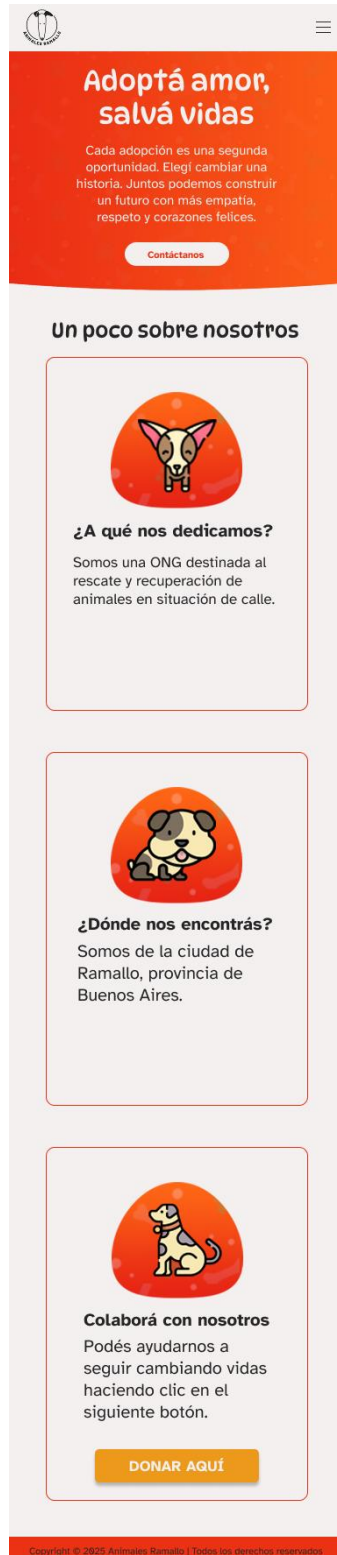 ANIMALES RAMALLO
Adoptá amor,
salvá vidas
Cada adopción es una segunda
oportunidad. Elegí cambiar una
historia. Juntos podemos construir
un futuro con más empatía,
respeto y corazones felices.
Contáctanos
Un poco sobre nosotros
¿A qué nos dedicamos?
Somos una ONG destinada al
rescate y recuperación de
animales en situación de calle.
¿Dónde nos encontrás?
Somos de la ciudad de
Ramallo, provincia de
Buenos Aires.
Colaborá con nosotros
Podés ayudarnos a
seguir cambiando vidas
haciendo clic en el
siguiente botón.
DONAR AQUÍ
Copyright © 2025 Animales Ramallo | Todos los derechos reservados